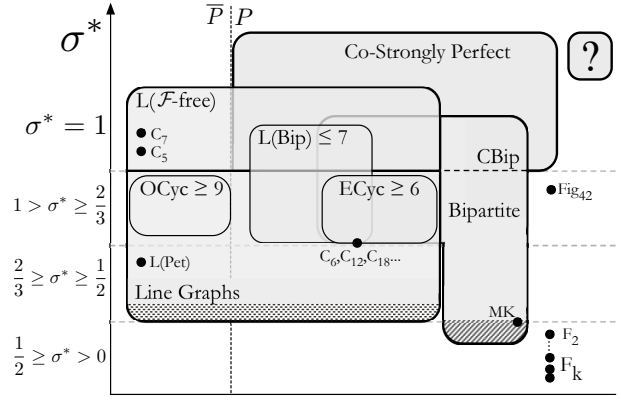 P̅ P
σ*
Co-Strongly Perfect
?
L(ℱ-free)
σ* = 1
C₇
C₅
L(Bip) ≤ 7
CBip
OCyc ≥ 9
ECyc ≥ 6
1 > σ* ≥ 2/3
Fig₄₂
Bipartite
C₆,C₁₂,C₁₈...
L(Pet)
2/3 ≥ σ* ≥ 1/2
Line Graphs
MK
F₂
1/2 ≥ σ* > 0
Fₖ